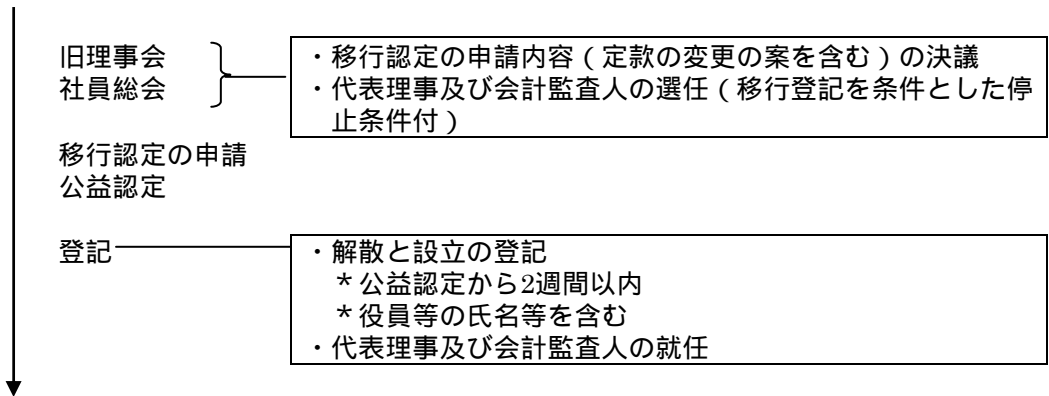 旧理事会
社員総会
・移行認定の申請内容(定款の変更の案を含む)の決議
・代表理事及び会計監査人の選任(移行登記を条件とした停
止条件付)
移行認定の申請
公益認定
登記
・解散と設立の登記
*公益認定から2週間以内
*役員等の氏名等を含む
・代表理事及び会計監査人の就任